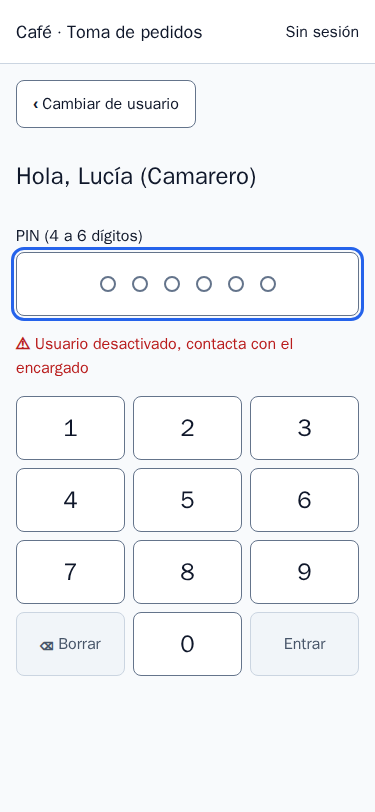 Café · Toma de pedidos
Sin sesión
‹ Cambiar de usuario
Hola, Lucía (Camarero)
PIN (4 a 6 dígitos)
⚠ Usuario desactivado, contacta con el
encargado
1 2 3
4 5 6
7 8 9
⌫ Borrar 0 Entrar